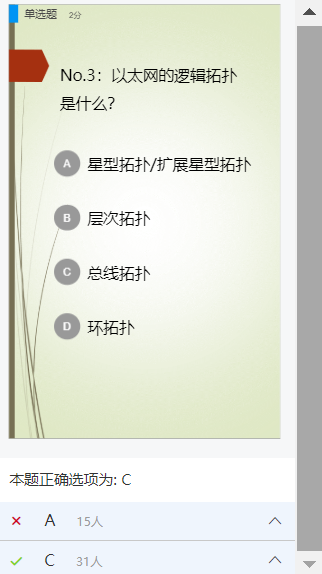 单选题 2分
No.3：以太网的逻辑拓扑
是什么?
A 星型拓扑/扩展星型拓扑
B 层次拓扑
C 总线拓扑
D 环拓扑
本题正确选项为: C
A 15人
C 31人